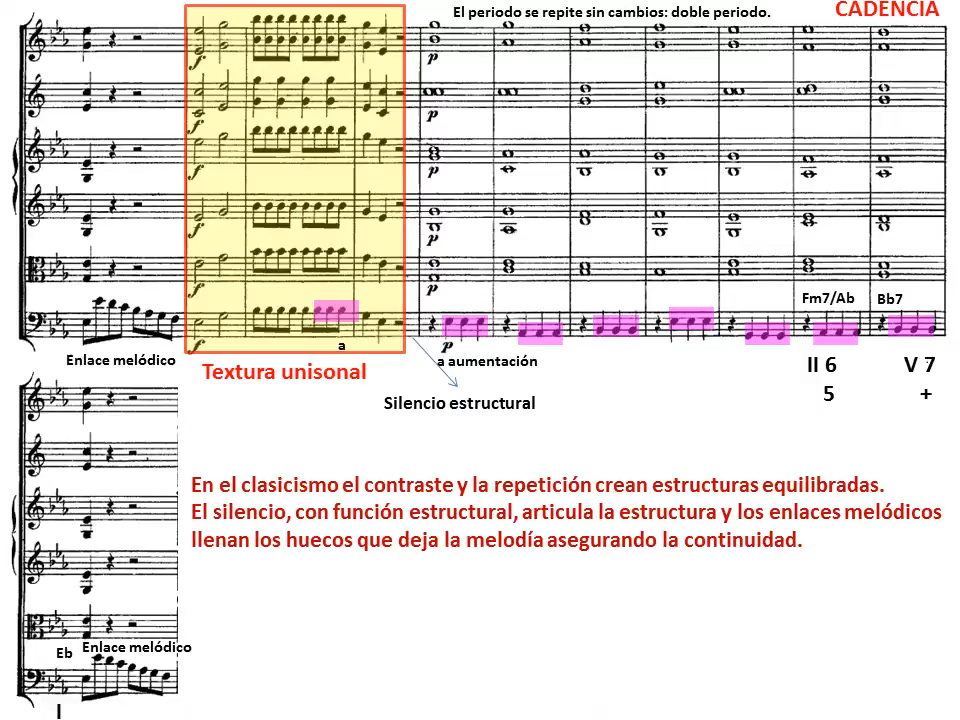 El periodo se repite sin cambios: doble periodo.
CADENCIA
f
p
f
p
f
p
f
p
f
p
Fm7/Ab
Bb7
f
a
p
Enlace melódico
a aumentación
Textura unisonal
II 6
V 7
5
+
Silencio estructural
En el clasicismo el contraste y la repetición crean estructuras equilibradas.
El silencio, con función estructural, articula la estructura y los enlaces melódicos
llenan los huecos que deja la melodía asegurando la continuidad.
Eb
Enlace melódico
I